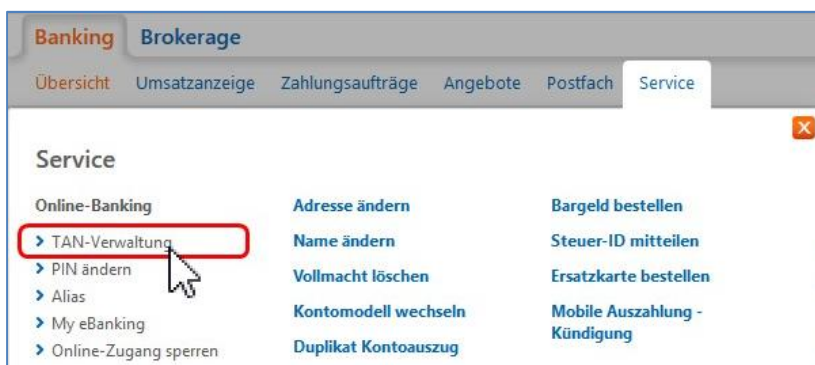 Banking Brokerage
Übersicht Umsatzanzeige Zahlungsaufträge Angebote Postfach Service
X
Service
Online-Banking
TAN-Verwaltung
PIN ändern
Alias
My eBanking
Online-Zugang sperren
Adresse ändern
Name ändern
Vollmacht löschen
Kontomodell wechseln
Duplikat Kontoauszug
Bargeld bestellen
Steuer-ID mitteilen
Ersatzkarte bestellen
Mobile Auszahlung -
Kündigung